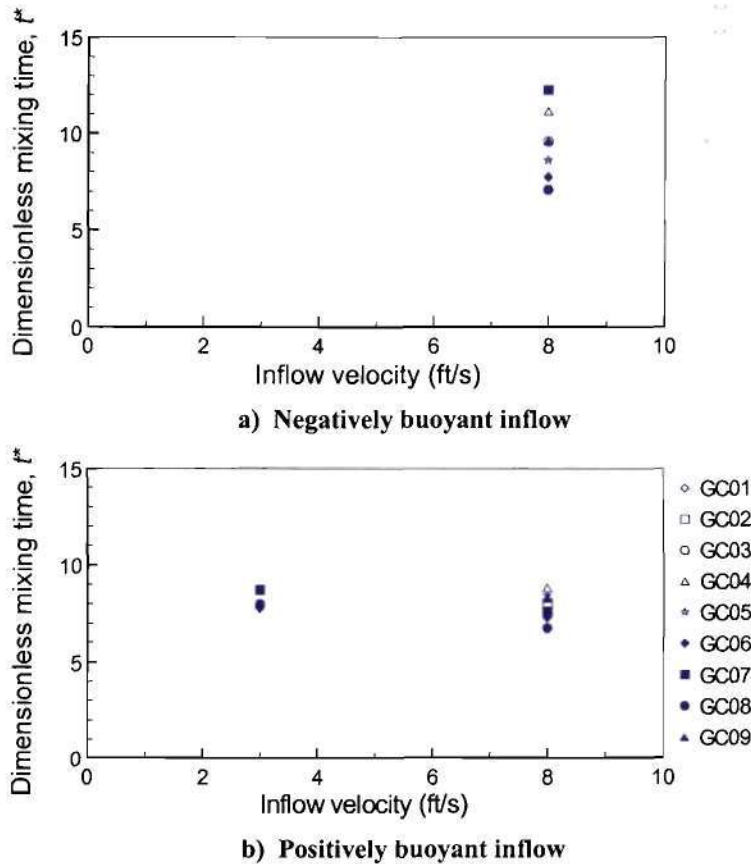 Dimensionless mixing time, t*
15
10
5
0
0 2 4 6 8 10
Inflow velocity (ft/s)
a) Negatively buoyant inflow
Dimensionless mixing time, t*
15
10
5
0
0 2 4 6 8 10
Inflow velocity (ft/s)
GC01
GC02
GC03
GC04
GC05
GC06
GC07
GC08
GC09
b) Positively buoyant inflow